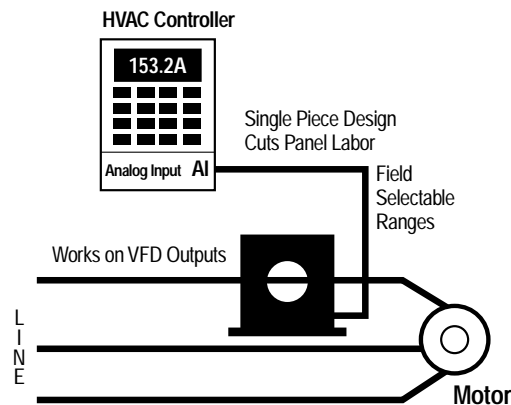 HVAC Controller
153.2A
Analog Input AI
Single Piece Design
Cuts Panel Labor
Field
Selectable
Ranges
Works on VFD Outputs
L
I
N
E
Motor